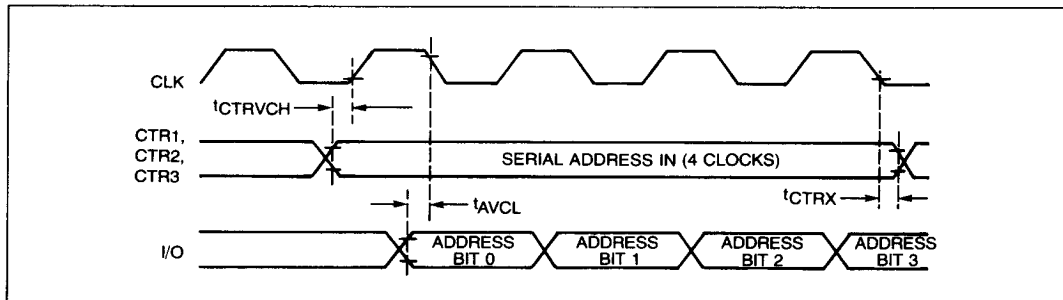 CLK
tCTRVCH
CTR1,
CTR2,
CTR3
SERIAL ADDRESS IN (4 CLOCKS)
tCTRX
tAVCL
I/O
ADDRESS
BIT 0
ADDRESS
BIT 1
ADDRESS
BIT 2
ADDRESS
BIT 3